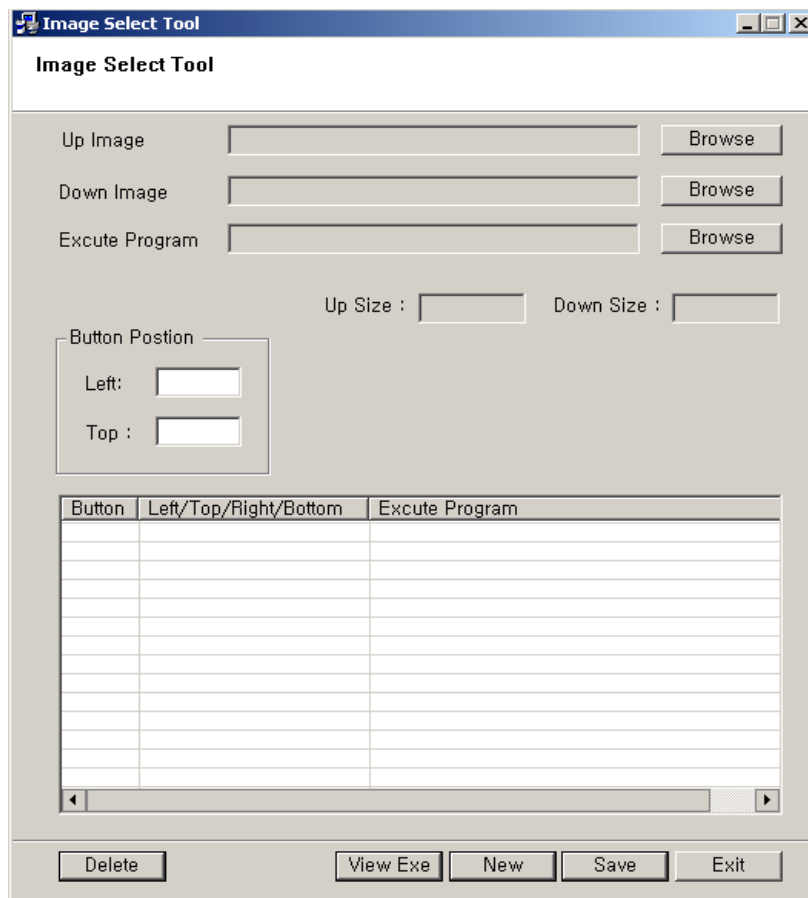 Image Select Tool
Image Select Tool
Up Image Browse
Down Image Browse
Excute Program Browse
Up Size : Down Size :
Button Postion
Left:
Top :
Button Left/Top/Right/Bottom Excute Program
Delete View Exe New Save Exit